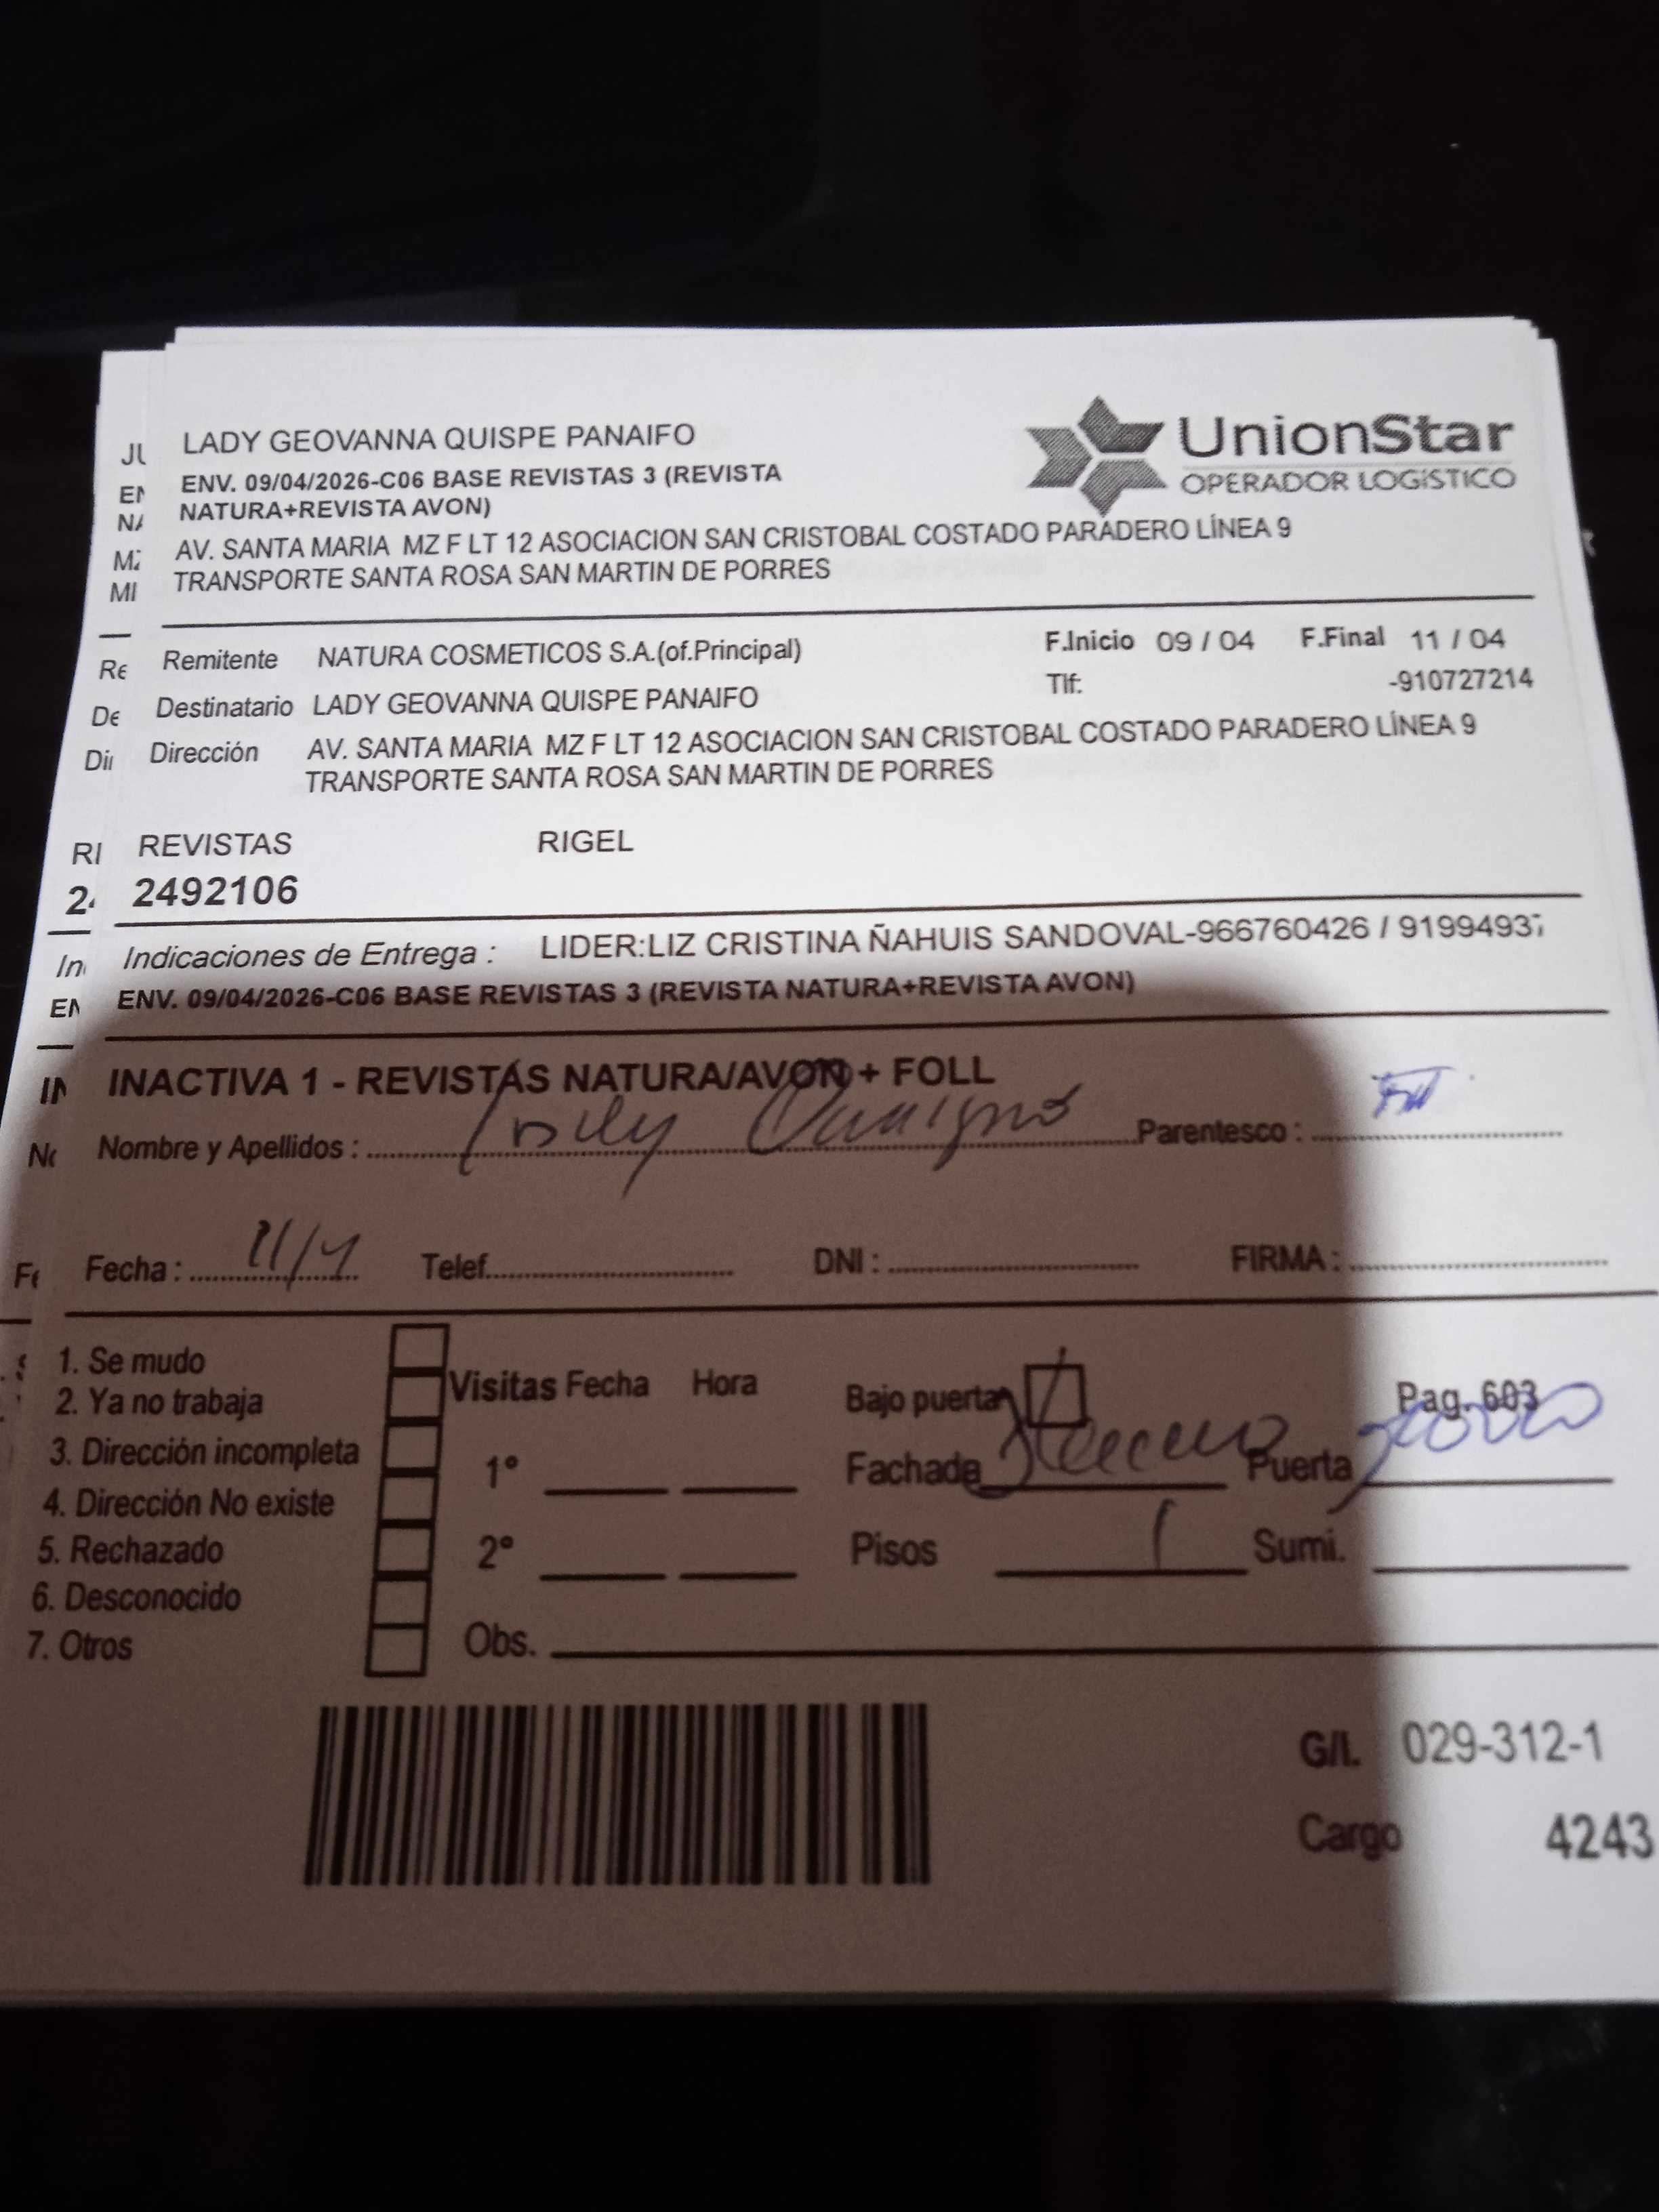 LADY GEOVANNA QUISPE PANAIFO
UnionStar
OPERADOR LOGÍSTICO
ENV. 09/04/2026-C06 BASE REVISTAS 3 (REVISTA
NATURA+REVISTA AVON)
AV. SANTA MARIA MZ F LT 12 ASOCIACION SAN CRISTOBAL COSTADO PARADERO LÍNEA 9
TRANSPORTE SANTA ROSA SAN MARTIN DE PORRES
Remitente NATURA COSMETICOS S.A.(of.Principal) F.Inicio 09 / 04 F.Final 11 / 04
Destinatario LADY GEOVANNA QUISPE PANAIFO Tlf: -910727214
Dirección AV. SANTA MARIA MZ F LT 12 ASOCIACION SAN CRISTOBAL COSTADO PARADERO LÍNEA 9
TRANSPORTE SANTA ROSA SAN MARTIN DE PORRES
REVISTAS RIGEL
2492106
Indicaciones de Entrega : LIDER:LIZ CRISTINA ÑAHUIS SANDOVAL-966760426 / 9199493
ENV. 09/04/2026-C06 BASE REVISTAS 3 (REVISTA NATURA+REVISTA AVON)
INACTIVA 1 - REVISTAS NATURA/AVON + FOLL
Nombre y Apellidos : Parentesco :
Fecha : 11/4 Telef. DNI : FIRMA :
1. Se mudo
2. Ya no trabaja
3. Dirección incompleta
4. Dirección No existe
5. Rechazado
6. Desconocido
7. Otros
Visitas Fecha Hora Bajo puerta Pag. 603
1° Fachada Puerta
2° Pisos 1 Sumi.
Obs.
G/I. 029-312-1
Cargo 4243